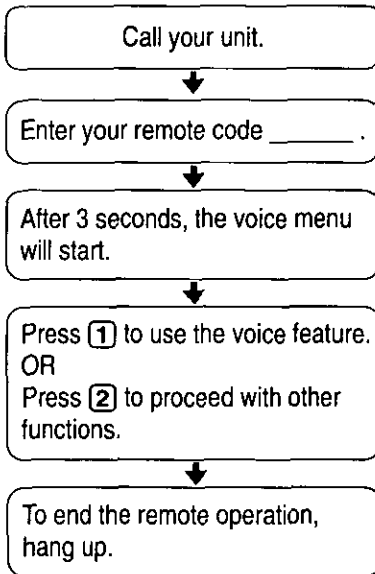 Call your unit.
Enter your remote code ______ .
After 3 seconds, the voice menu
will start.
Press 1 to use the voice feature.
OR
Press 2 to proceed with other
functions.
To end the remote operation,
hang up.